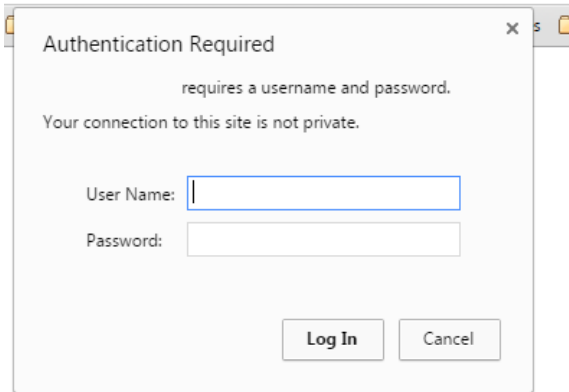 Authentication Required
requires a username and password.
Your connection to this site is not private.
User Name:
Password:
Log In
Cancel